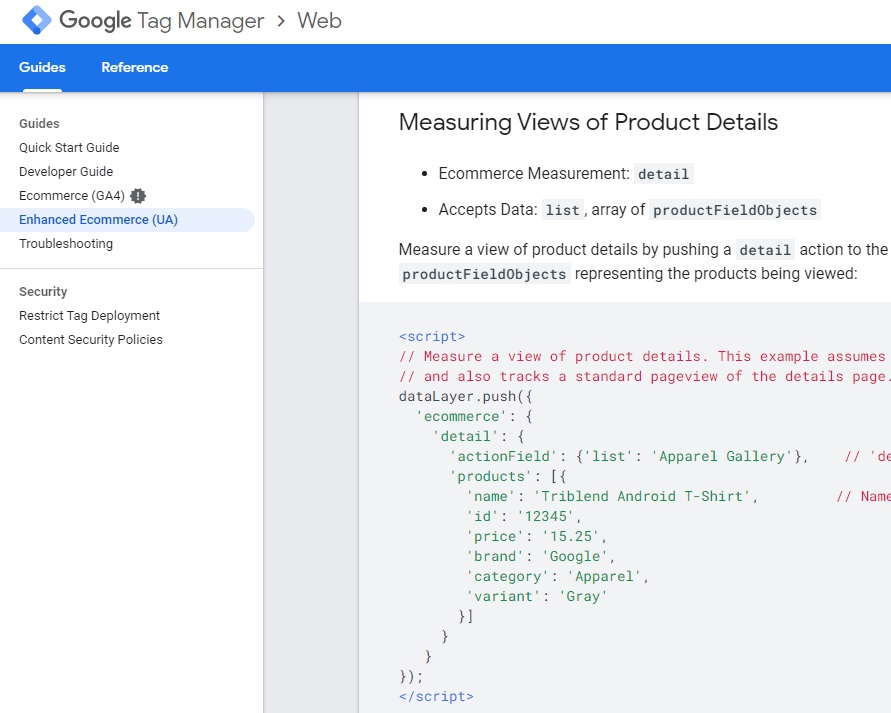 Google Tag Manager > Web
Guides Reference
Guides
Quick Start Guide
Developer Guide
Ecommerce (GA4)
Enhanced Ecommerce (UA)
Troubleshooting
Security
Restrict Tag Deployment
Content Security Policies
Measuring Views of Product Details
• Ecommerce Measurement: detail
• Accepts Data: list, array of productFieldObjects
Measure a view of product details by pushing a detail action to the
productFieldObjects representing the products being viewed:
<script>
// Measure a view of product details. This example assumes
// and also tracks a standard pageview of the details page.
dataLayer.push({
'ecommerce': {
'detail': {
'actionField': {'list': 'Apparel Gallery'}, // 'de
'products': [{
'name': 'Triblend Android T-Shirt', // Name
'id': '12345',
'price': '15.25',
'brand': 'Google',
'category': 'Apparel',
'variant': 'Gray'
}]
}
}
});
</script>